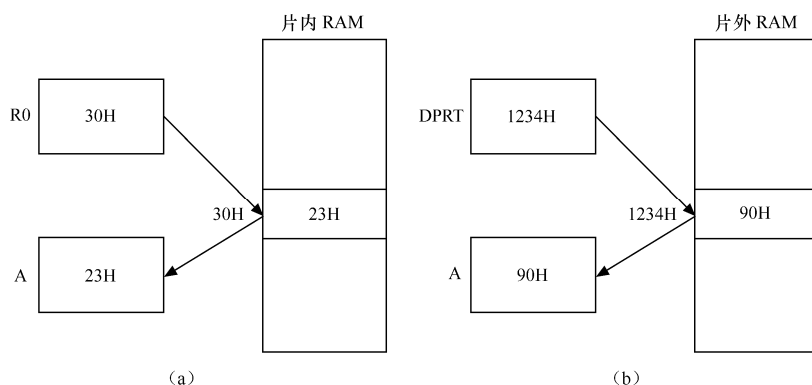 片内 RAM
R0
30H
30H
23H
A
23H
(a)
片外 RAM
DPRT
1234H
1234H
90H
A
90H
(b)